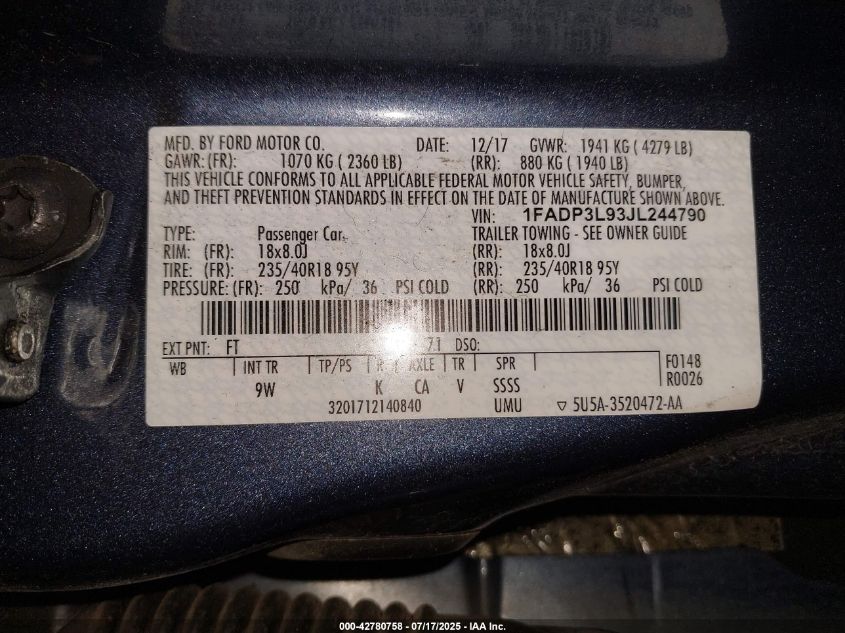 MFD. BY FORD MOTOR CO. DATE: 12/17 GVWR: 1941 KG ( 4279 LB)
GAWR:(FR): 1070 KG ( 2360 LB) (RR): 880 KG ( 1940 LB)
THIS VEHICLE CONFORMS TO ALL APPLICABLE FEDERAL MOTOR VEHICLE SAFETY, BUMPER,
AND THEFT PREVENTION STANDARDS IN EFFECT ON THE DATE OF MANUFACTURE SHOWN ABOVE.
VIN: 1FADP3L93JL244790
TYPE: Passenger Car. TRAILER TOWING - SEE OWNER GUIDE
RIM: (FR): 18x8.0J (RR): 18x8.0J
TIRE: (FR): 235/40R18 95Y (RR): 235/40R18 95Y
PRESSURE: (FR): 250 kPa/ 36 PSI COLD (RR): 250 kPa/ 36 PSI COLD
EXT PNT: FT 71 DSO:
WB INT TR TP/PS R AXLE TR SPR F0148
9W K CA V SSSS R0026
3201712140840 UMU ▽ 5U5A-3520472-AA
000-42780758 - 07/17/2025 - IAA Inc.